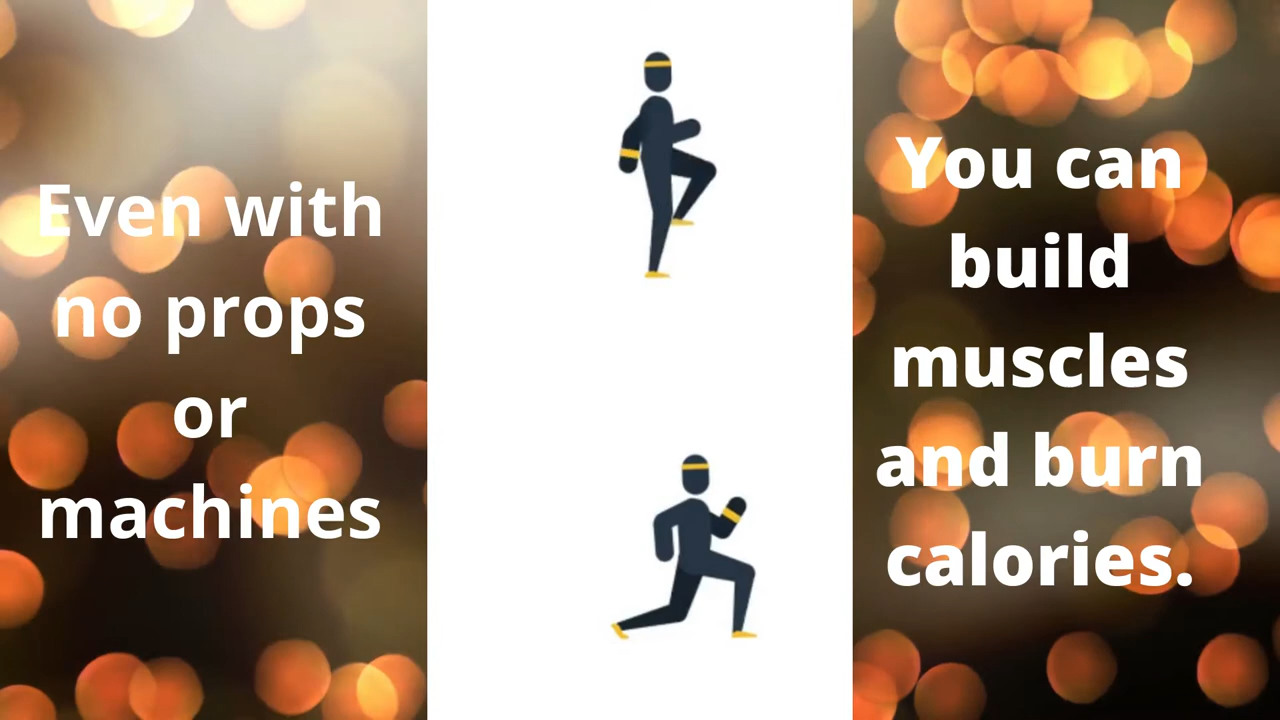 Even with
no props
or
machines
You can
build
muscles
and burn
calories.